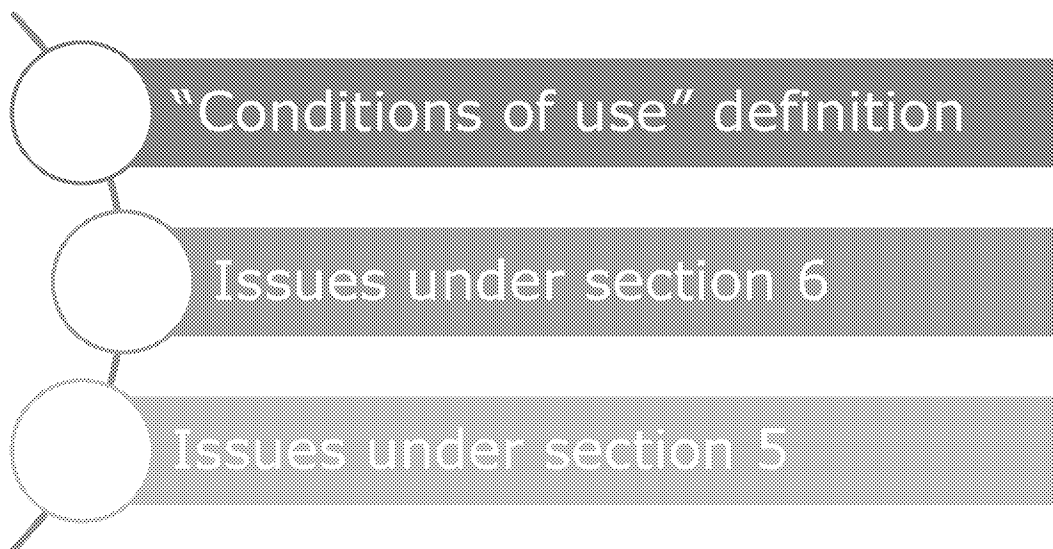 “Conditions of use” definition
Issues under section 6
Issues under section 5